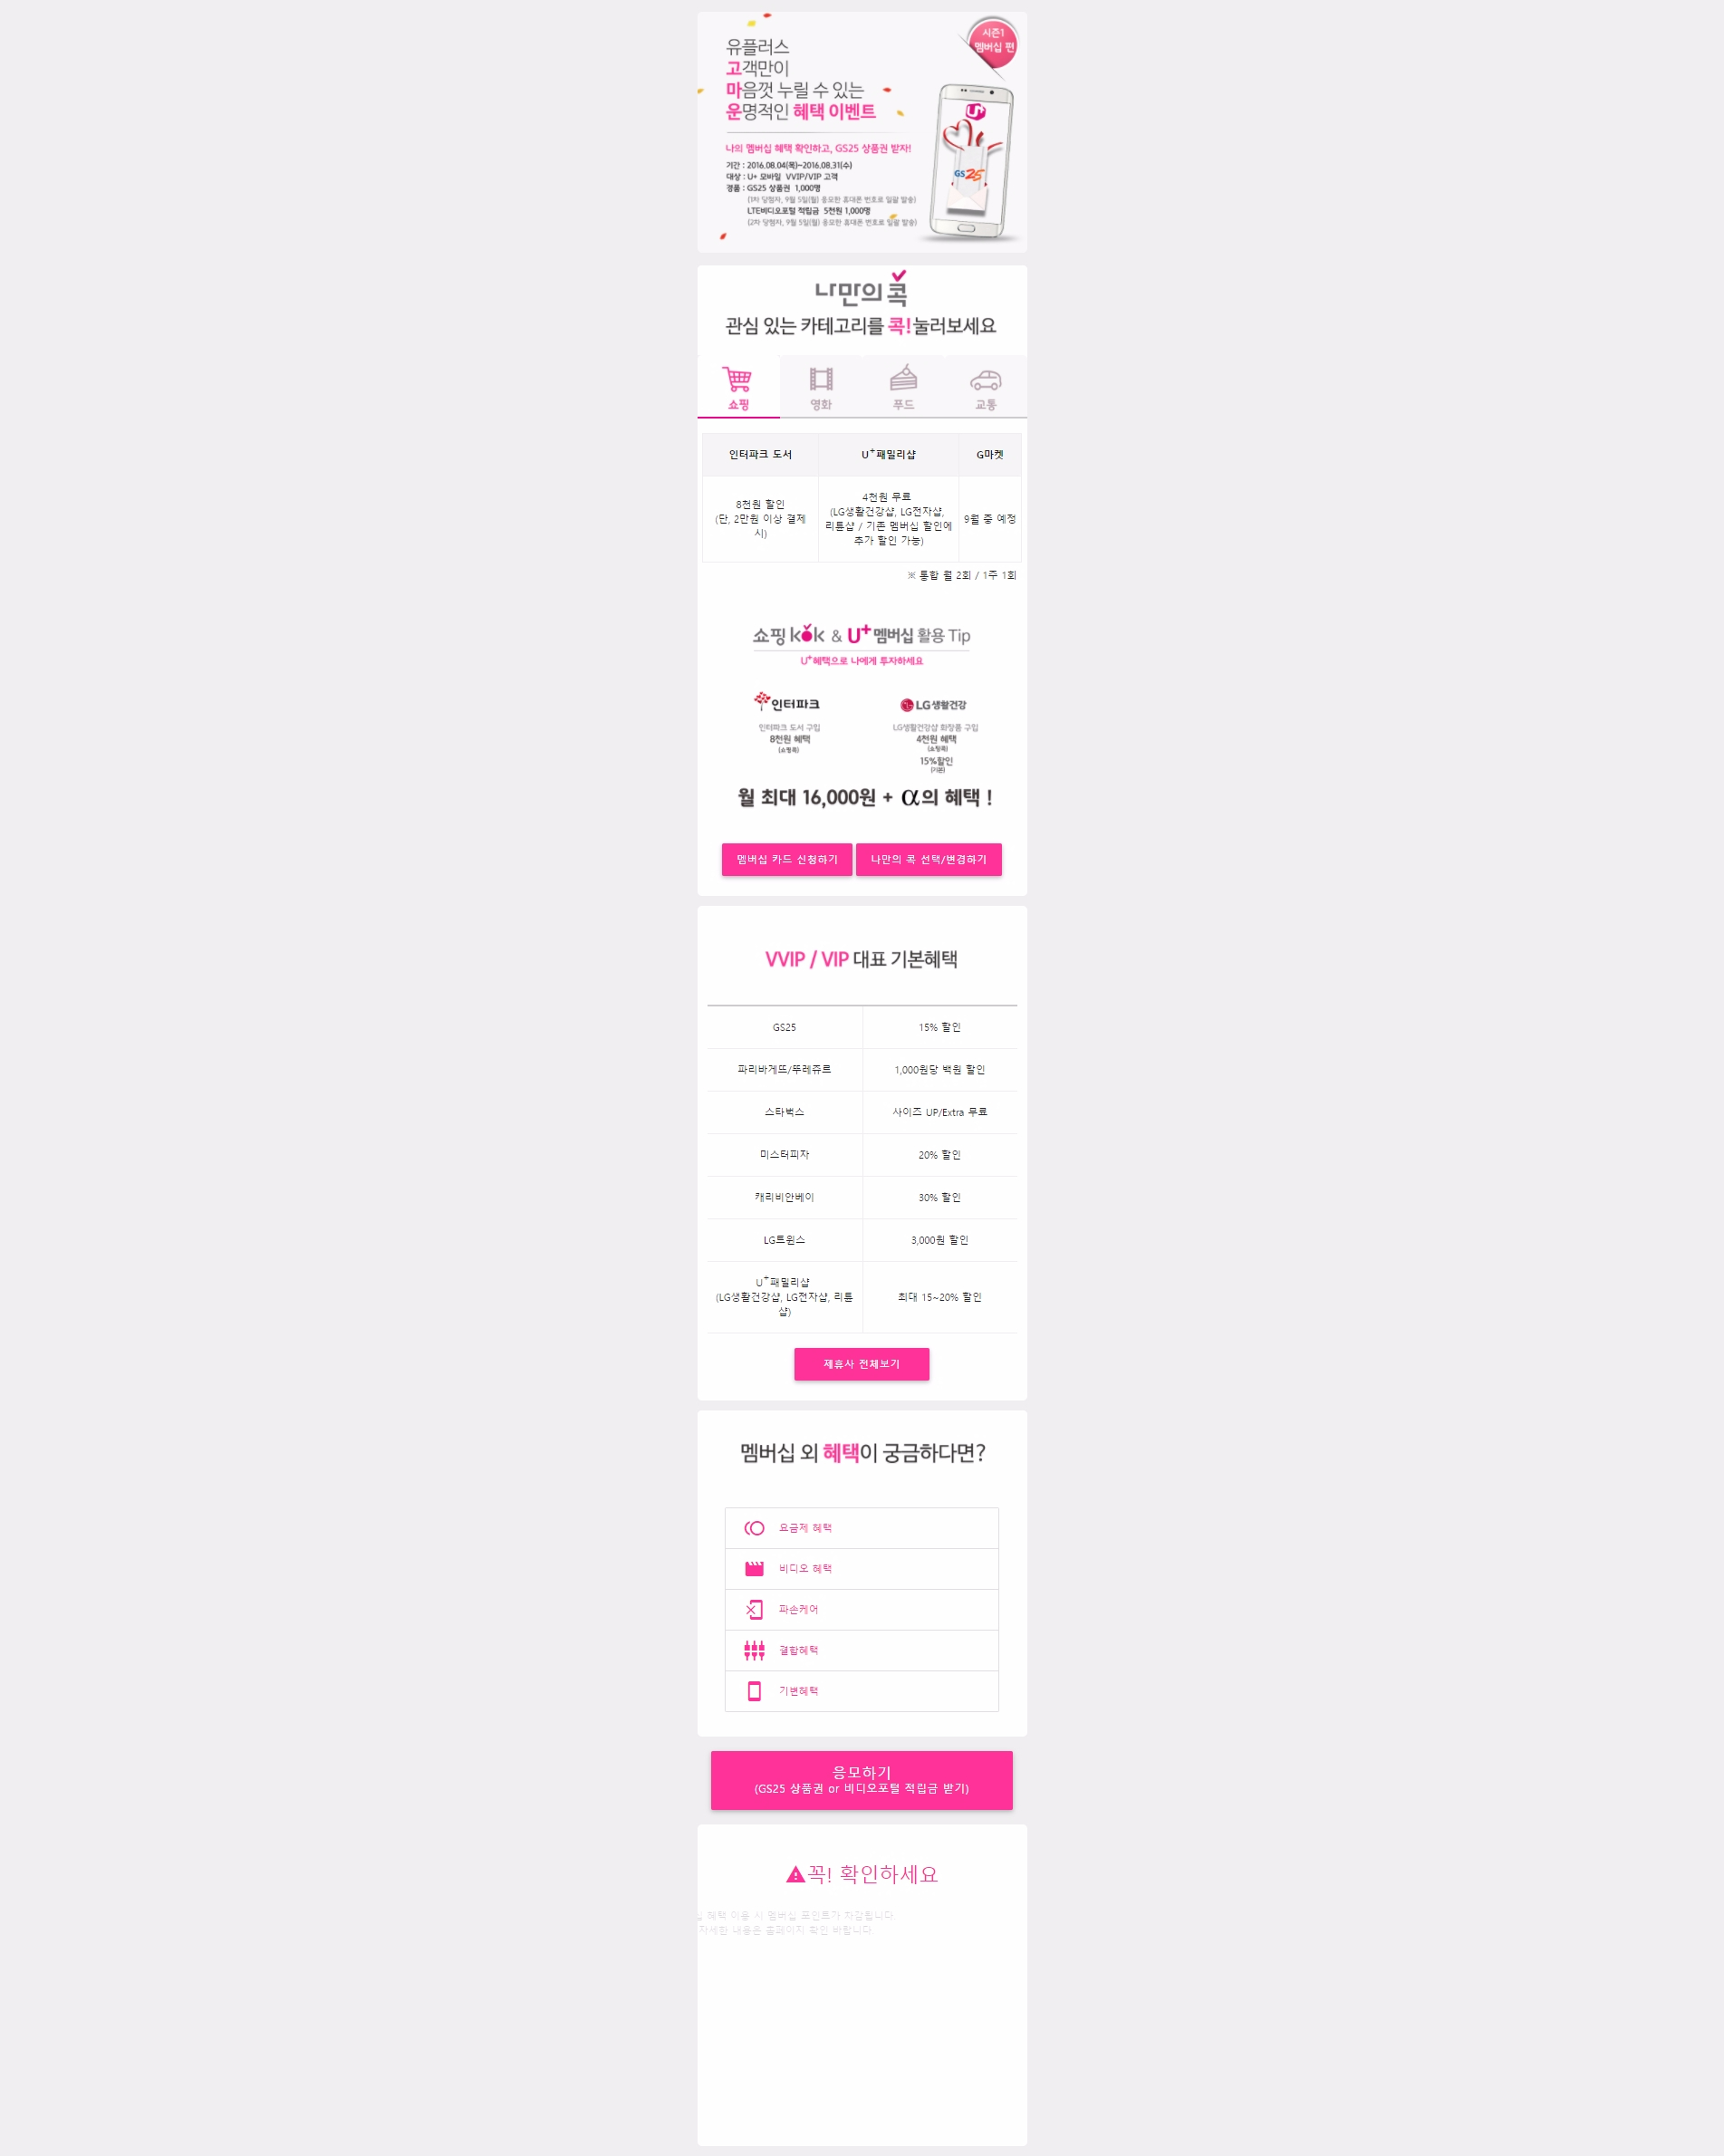 시즌1
멤버십 편
유플러스
고객만이
마음껏 누릴 수 있는
운명적인 혜택 이벤트
나의 멤버십 혜택 확인하고, GS25 상품권 받자!
기간 : 2016.08.04(목)~2016.08.31(수)
대상 : U+ 모바일 VVIP/VIP 고객
경품 : GS25 상품권 1,000명
(1차 당첨자, 9월 5일(월) 응모한 휴대폰 번호로 일괄 발송)
LTE비디오포털 적립금 5천원 1,000명
(2차 당첨자, 9월 5일(월) 응모한 휴대폰 번호로 일괄 발송)
U+
GS25
나만의 콕
관심 있는 카테고리를 콕!눌러보세요
쇼핑 영화 푸드 교통
인터파크 도서 U+패밀리샵 G마켓
8천원 할인
(단, 2만원 이상 결제
시)
4천원 무료
(LG생활건강샵, LG전자샵,
리튠샵 / 기존 멤버십 할인에
추가 할인 가능)
9월 중 예정
※ 통합 월 2회 / 1주 1회
쇼핑 kok & U+멤버십 활용 Tip
U+혜택으로 나에게 투자하세요
인터파크 LG생활건강
인터파크 도서 구입
8천원 혜택
(쇼핑콕)
LG생활건강샵 화장품 구입
4천원 혜택
(쇼핑콕)
15%할인
(기본)
월 최대 16,000원 + α의 혜택 !
멤버십 카드 신청하기 나만의 콕 선택/변경하기
VVIP / VIP 대표 기본혜택
GS25 15% 할인
파리바게뜨/뚜레쥬르 1,000원당 백원 할인
스타벅스 사이즈 UP/Extra 무료
미스터피자 20% 할인
캐리비안베이 30% 할인
LG트윈스 3,000원 할인
U+패밀리샵
(LG생활건강샵, LG전자샵, 리튠
샵)
최대 15~20% 할인
제휴사 전체보기
멤버십 외 혜택이 궁금하다면?
요금제 혜택
비디오 혜택
파손케어
결합혜택
기변혜택
응모하기
(GS25 상품권 or 비디오포털 적립금 받기)
꼭! 확인하세요
혜택 이용 시 멤버십 포인트가 차감됩니다.
자세한 내용은 홈페이지 확인 바랍니다.